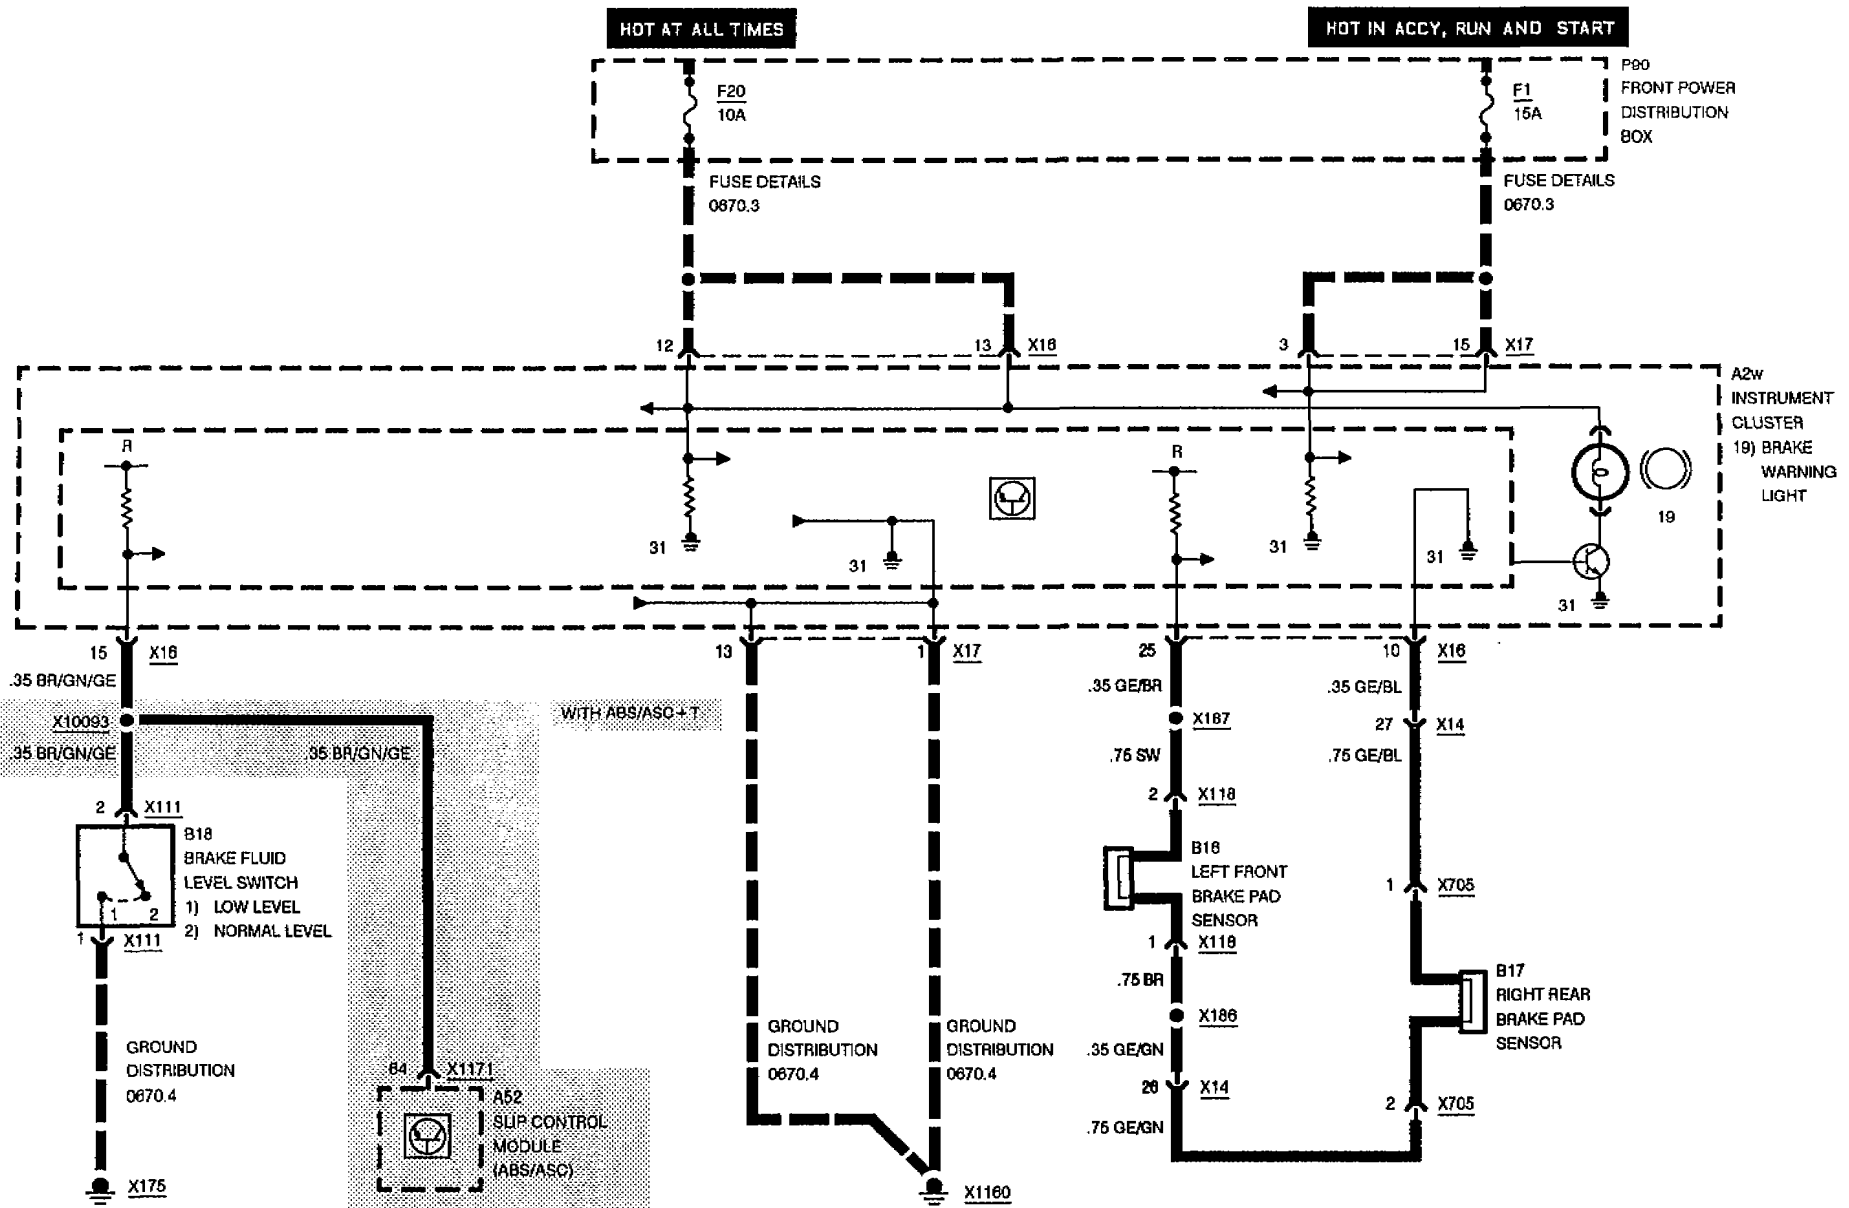 HOT AT ALL TIMES
HOT IN ACCY, RUN AND START
F20
10A
F1
15A
P90
FRONT POWER
DISTRIBUTION
BOX
FUSE DETAILS
0670.3
FUSE DETAILS
0670.3
12
13
X16
3
15
X17
A2w
INSTRUMENT
CLUSTER
19) BRAKE
WARNING
LIGHT
R
R
19
31
31
31
31
31
15
X16
13
1
X17
25
10
X16
.35 BR/GN/GE
X10093
.35 BR/GN/GE
.35 BR/GN/GE
WITH ABS/ASC+T
.35 GE/BR
X187
.75 SW
2
X118
.35 GE/BL
27
X14
.75 GE/BL
2
X111
B18
BRAKE FLUID
LEVEL SWITCH
1) LOW LEVEL
2) NORMAL LEVEL
1
2
1
X111
B16
LEFT FRONT
BRAKE PAD
SENSOR
1
X118
.75 BR
X186
.35 GE/GN
26
X14
.75 GE/GN
1
X705
B17
RIGHT REAR
BRAKE PAD
SENSOR
2
X705
GROUND
DISTRIBUTION
0670.4
GROUND
DISTRIBUTION
0670.4
GROUND
DISTRIBUTION
0670.4
64
X1171
A52
SLIP CONTROL
MODULE
(ABS/ASC)
X175
X1160